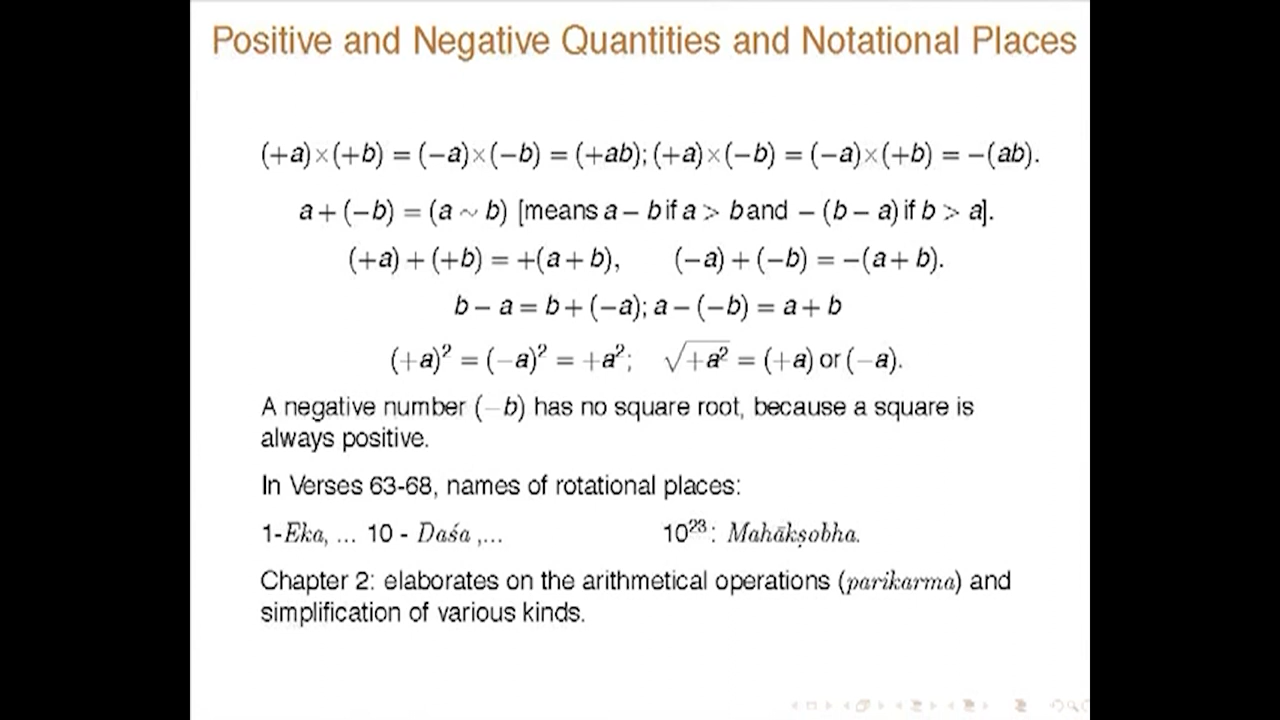 Positive and Negative Quantities and Notational Places
(+a)×(+b) = (−a)×(−b) = (+ab); (+a)×(−b) = (−a)×(+b) = −(ab).
a + (−b) = (a ∼ b) [means a − b if a > b and − (b − a) if b > a].
(+a) + (+b) = +(a + b), (−a) + (−b) = −(a + b).
b − a = b + (−a); a − (−b) = a + b
(+a)² = (−a)² = +a²; √+a² = (+a) or (−a).
A negative number (−b) has no square root, because a square is
always positive.
In Verses 63-68, names of rotational places:
1-Eka, ... 10 - Daśa ,... 10²³: Mahākṣobha.
Chapter 2: elaborates on the arithmetical operations (parikarma) and
simplification of various kinds.